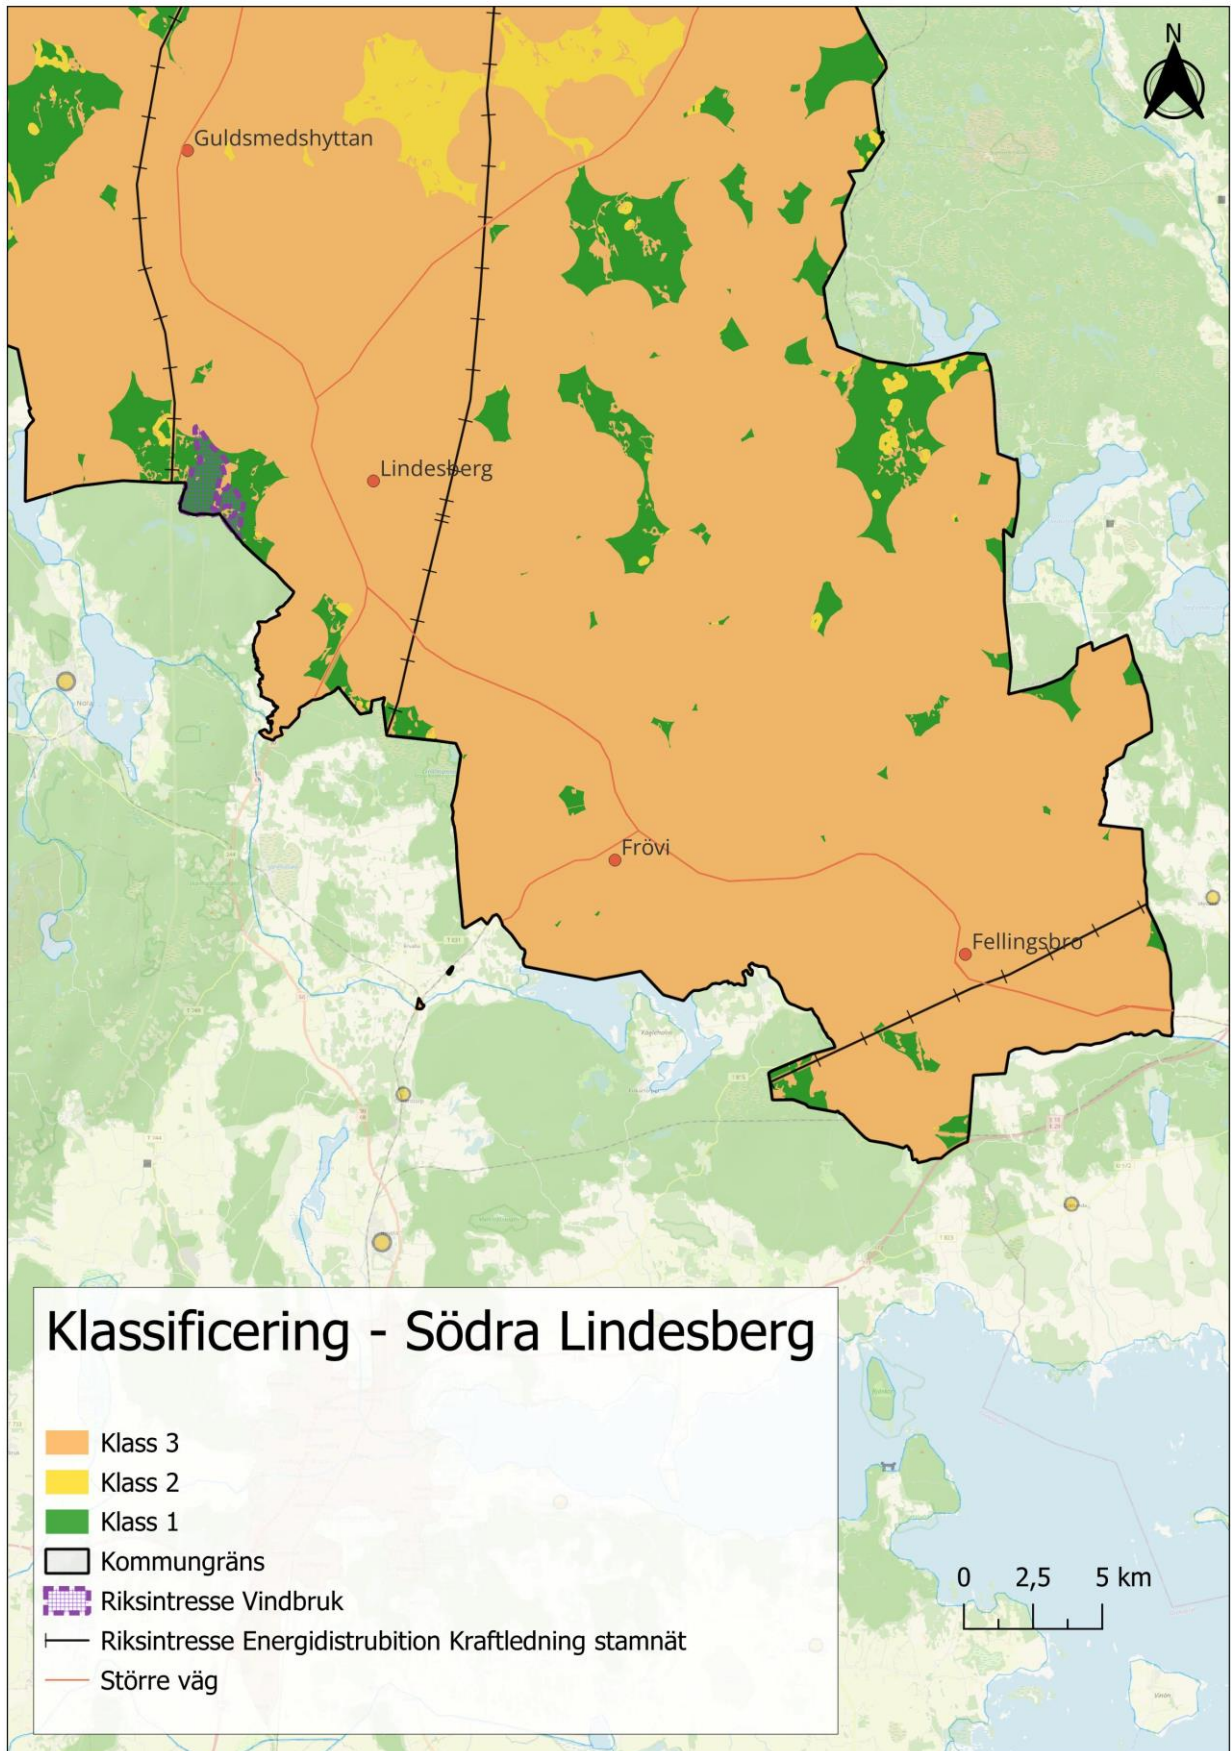 N
Guldsmedshyttan
Lindesberg
Frövi
Fellingsbro
Klassificering - Södra Lindesberg
Klass 3
Klass 2
Klass 1
Kommungräns
Riksintresse Vindbruk
Riksintresse Energidistrubition Kraftledning stamnät
Större väg
0 2,5 5 km